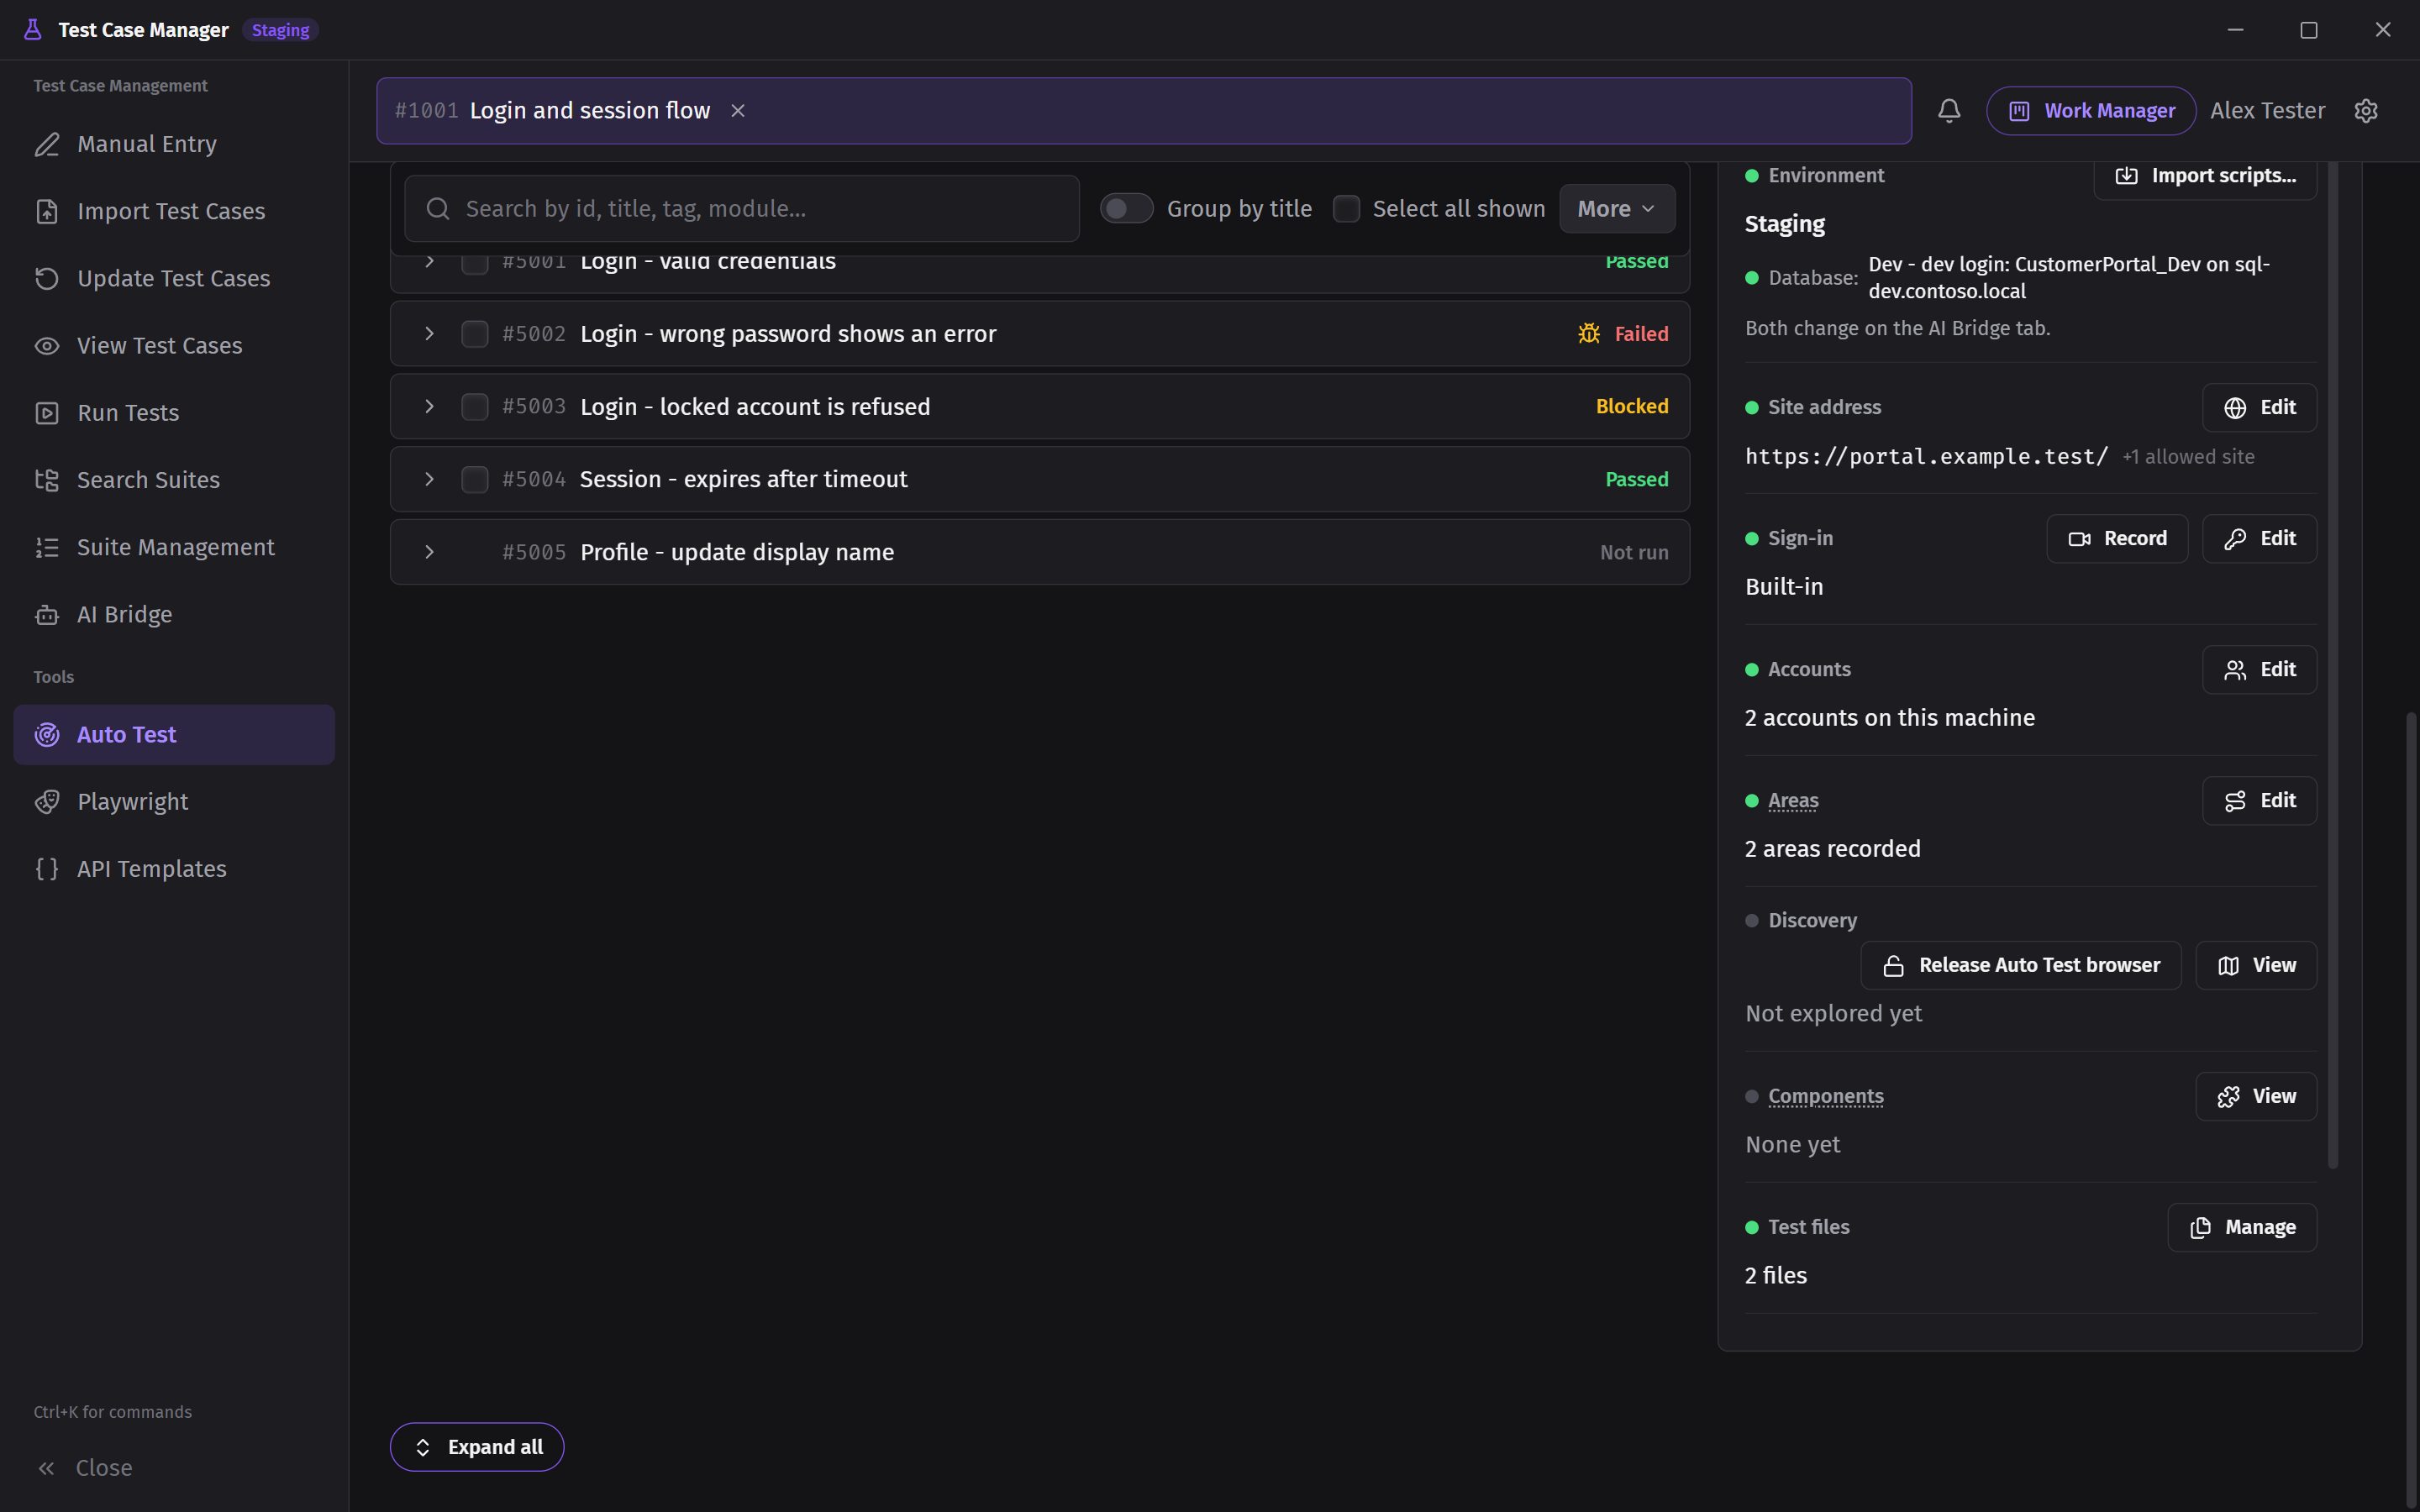 Test Case Manager Staging
Test Case Management
Manual Entry
Import Test Cases
Update Test Cases
View Test Cases
Run Tests
Search Suites
Suite Management
AI Bridge
Tools
Auto Test
Playwright
API Templates
Ctrl+K for commands
Close
#1001 Login and session flow
Work Manager
Alex Tester
Search by id, title, tag, module...
Group by title
Select all shown
More
#5001 Login - valid credentials Passed
#5002 Login - wrong password shows an error Failed
#5003 Login - locked account is refused Blocked
#5004 Session - expires after timeout Passed
#5005 Profile - update display name Not run
Expand all
Environment Import scripts...
Staging
Database: Dev - dev login: CustomerPortal_Dev on sql-
dev.contoso.local
Both change on the AI Bridge tab.
Site address Edit
https://portal.example.test/ +1 allowed site
Sign-in Record Edit
Built-in
Accounts Edit
2 accounts on this machine
Areas Edit
2 areas recorded
Discovery
Release Auto Test browser View
Not explored yet
Components View
None yet
Test files Manage
2 files